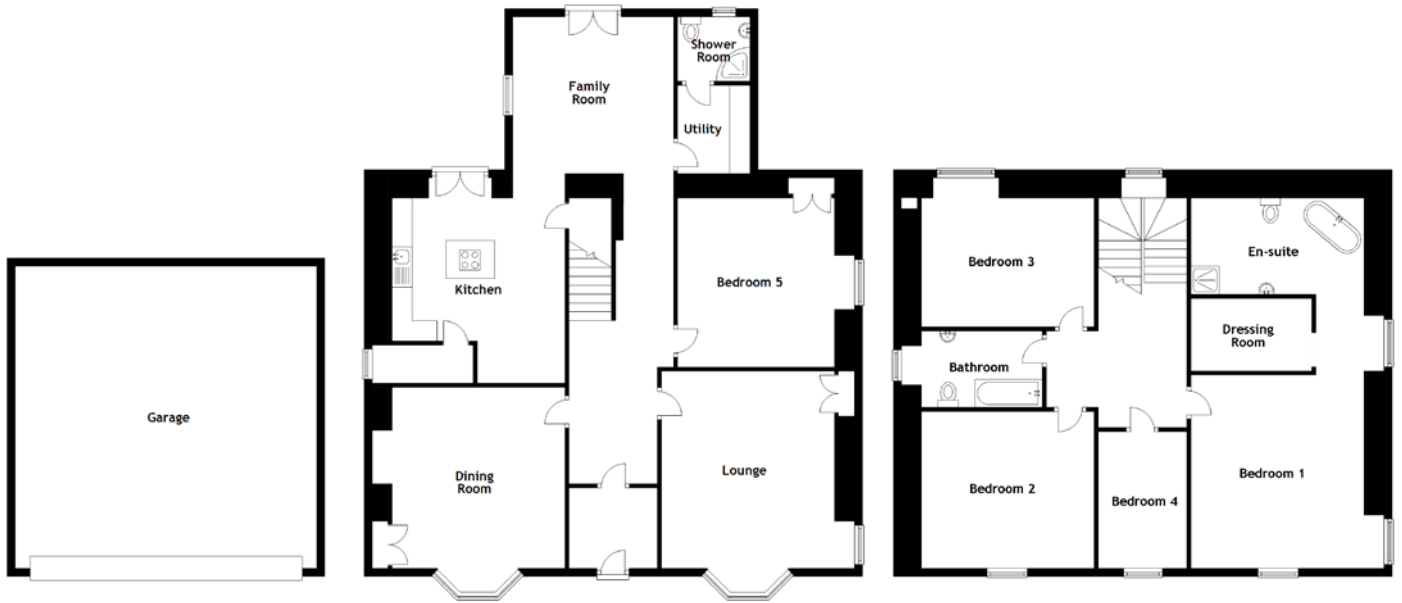 Garage
Family
Room
Shower
Room
Utility
Kitchen
Bedroom 5
Dining
Room
Lounge
Bedroom 3
En-suite
Dressing
Room
Bathroom
Bedroom 2
Bedroom 4
Bedroom 1